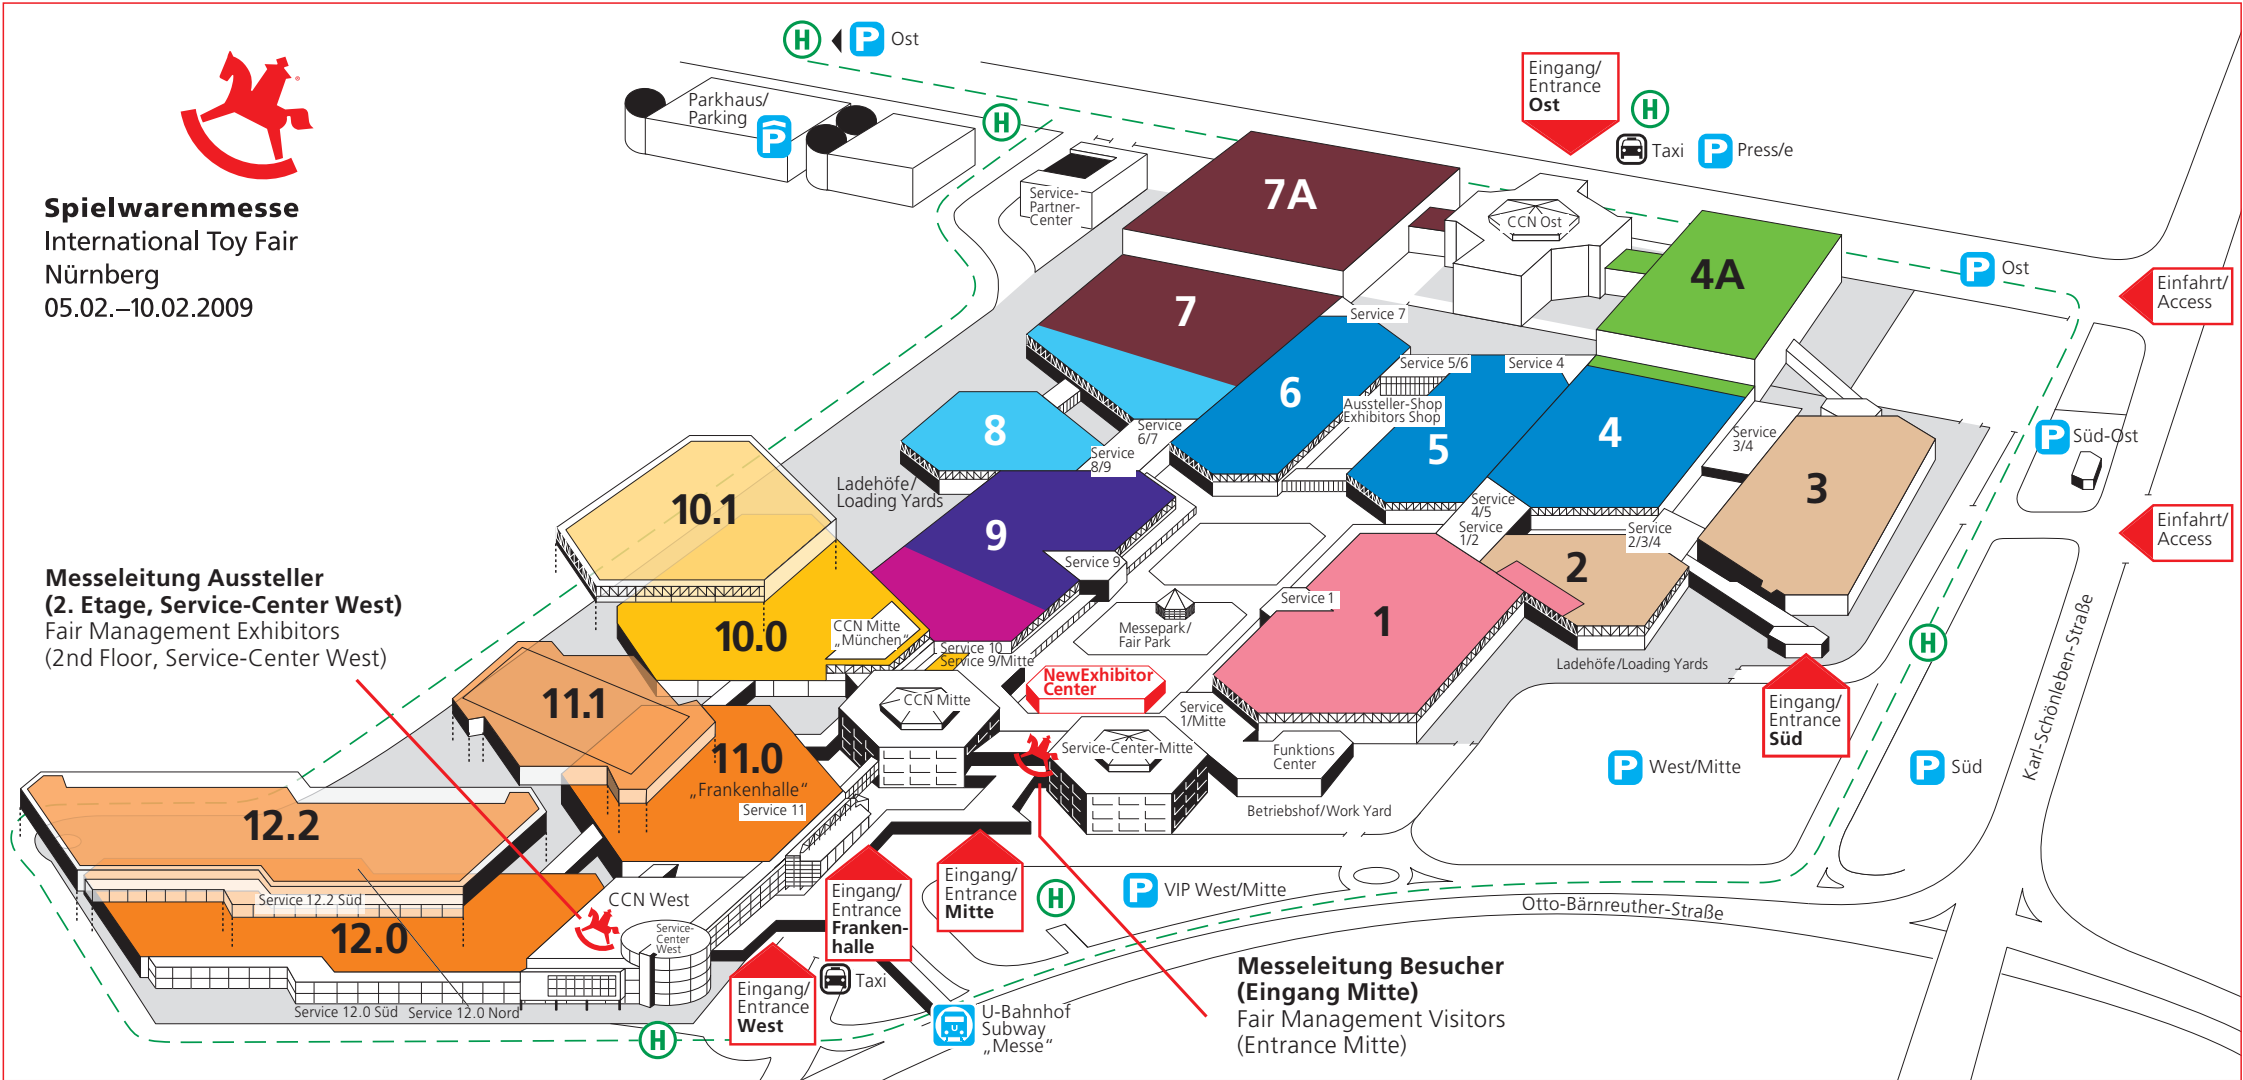 Spielwarenmesse
International Toy Fair
Nürnberg
05.02.–10.02.2009
H
P
Ost
Parkhaus/
Parking
P
H
Service-
Partner-
Center
Eingang/
Entrance
Ost
H
Taxi
P
Press/e
7A
CCN Ost
4A
P
Ost
Einfahrt/
Access
7
Service 7
6
Service 5/6
Service 4
Aussteller-Shop
Exhibitors Shop
5
4
Service
3/4
P
Süd-Ost
3
8
Service
6/7
Service
8/9
Ladehöfe/
Loading Yards
10.1
9
Service 9
Service
4/5
Service
1/2
Service
2/3/4
2
Einfahrt/
Access
Messeleitung Aussteller
(2. Etage, Service-Center West)
Fair Management Exhibitors
(2nd Floor, Service-Center West)
10.0
CCN Mitte
„München“
Service 10
Service 9/Mitte
Messepark/
Fair Park
Service 1
1
NewExhibitor
Center
Service
1/Mitte
Ladehöfe/Loading Yards
H
Karl-Schönleben-Straße
Eingang/
Entrance
Süd
11.1
CCN Mitte
11.0
„Frankenhalle“
Service 11
Service-Center-Mitte
Funktions
Center
Betriebshof/Work Yard
P
West/Mitte
P
Süd
12.2
Service 12.2 Süd
12.0
CCN West
Service-
Center
West
Service 12.0 Süd
Service 12.0 Nord
Eingang/
Entrance
Franken-
halle
Eingang/
Entrance
Mitte
H
P
VIP West/Mitte
Otto-Bärnreuther-Straße
Eingang/
Entrance
West
Taxi
H
U
U-Bahnhof
Subway
„Messe“
Messeleitung Besucher
(Eingang Mitte)
Fair Management Visitors
(Entrance Mitte)